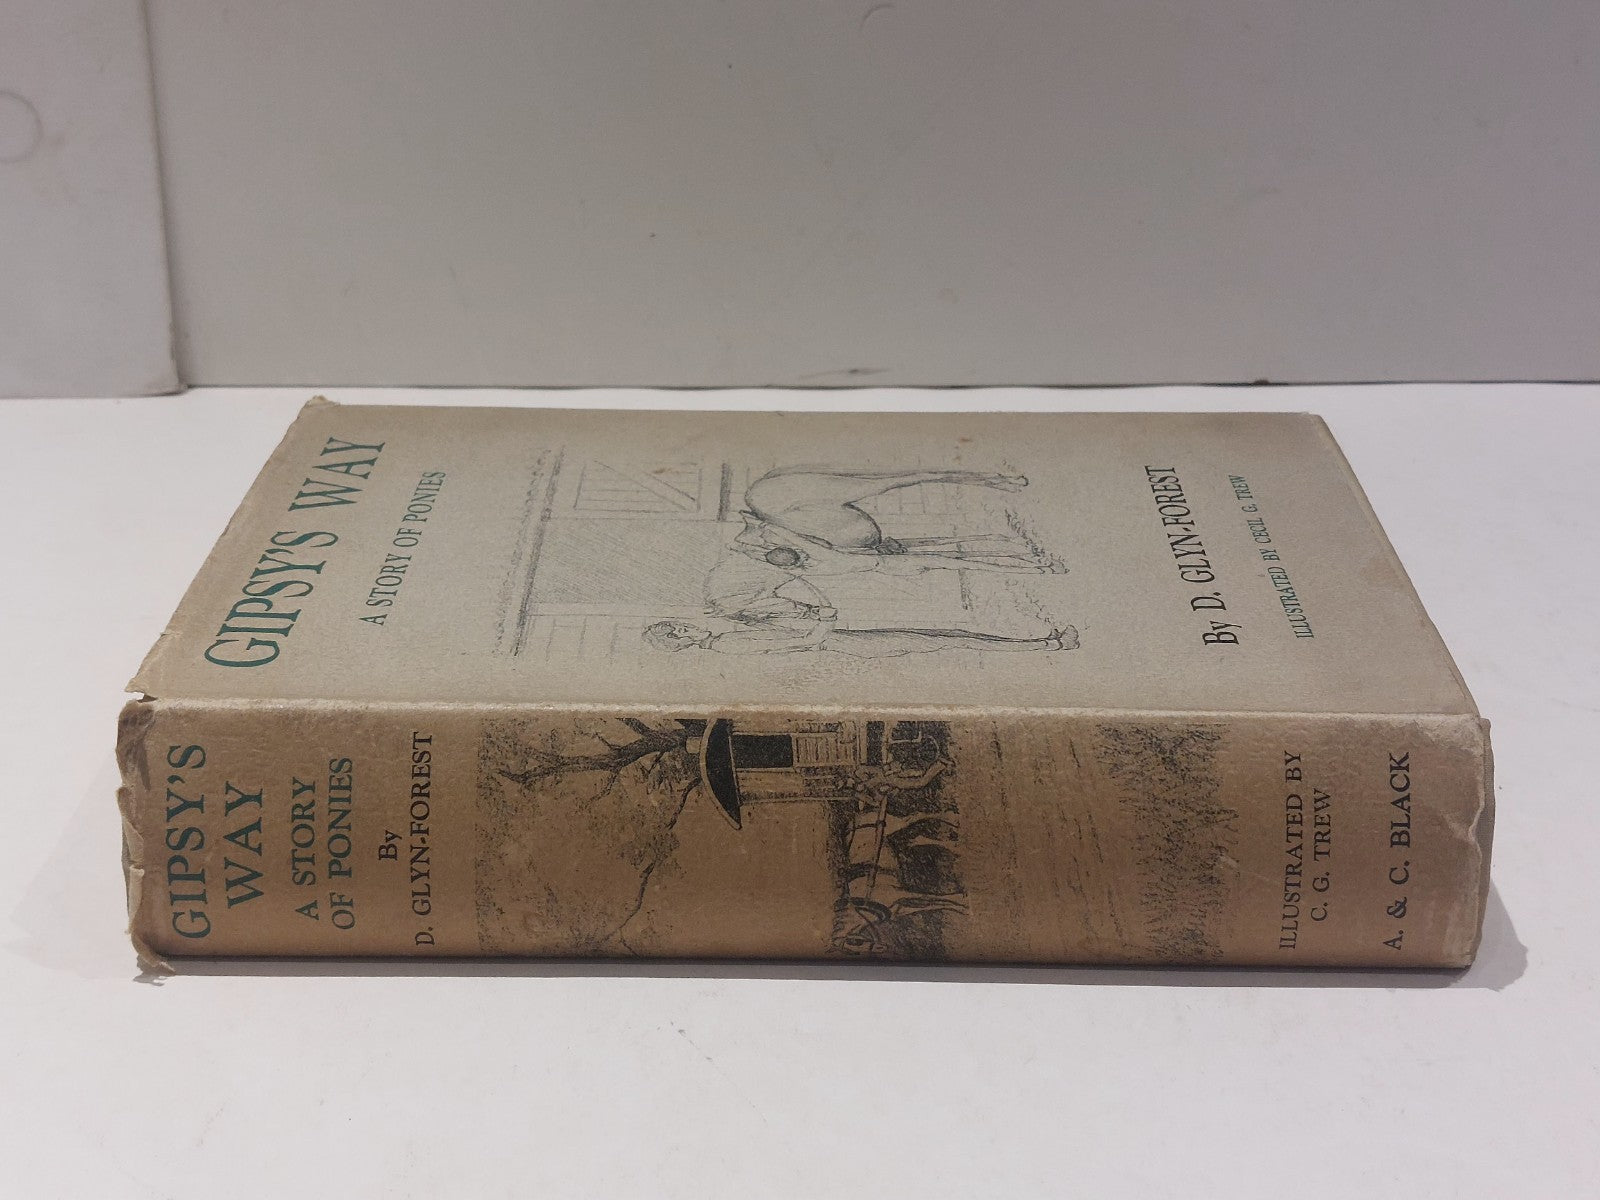 GIPSY'S WAY
A STORY OF PONIES
By D. GLYN-FOREST
ILLUSTRATED BY CECIL G. TREW
GIPSY'S
WAY
A STORY
OF PONIES
By
D. GLYN-FOREST
ILLUSTRATED BY
C. G. TREW
A. & C. BLACK